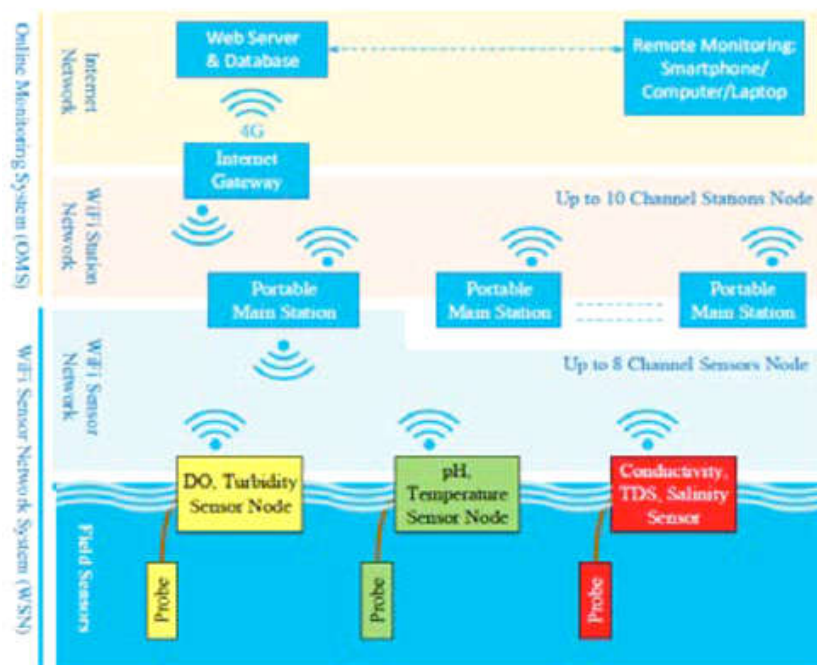 Online Monitoring System (OMS)
Internet
Network
Web Server
& Database
Remote Monitoring:
Smartphone/
Computer/Laptop
4G
Internet
Gateway
WiFi Station
Network
Up to 10 Channel Stations Node
Portable
Main Station
Portable
Main Station
Portable
Main Station
WiFi Sensor Network System (WSN)
WiFi Sensor
Network
Up to 8 Channel Sensors Node
DO, Turbidity
Sensor Node
pH,
Temperature
Sensor Node
Conductivity,
TDS, Salinity
Sensor
Field Sensors
Probe
Probe
Probe